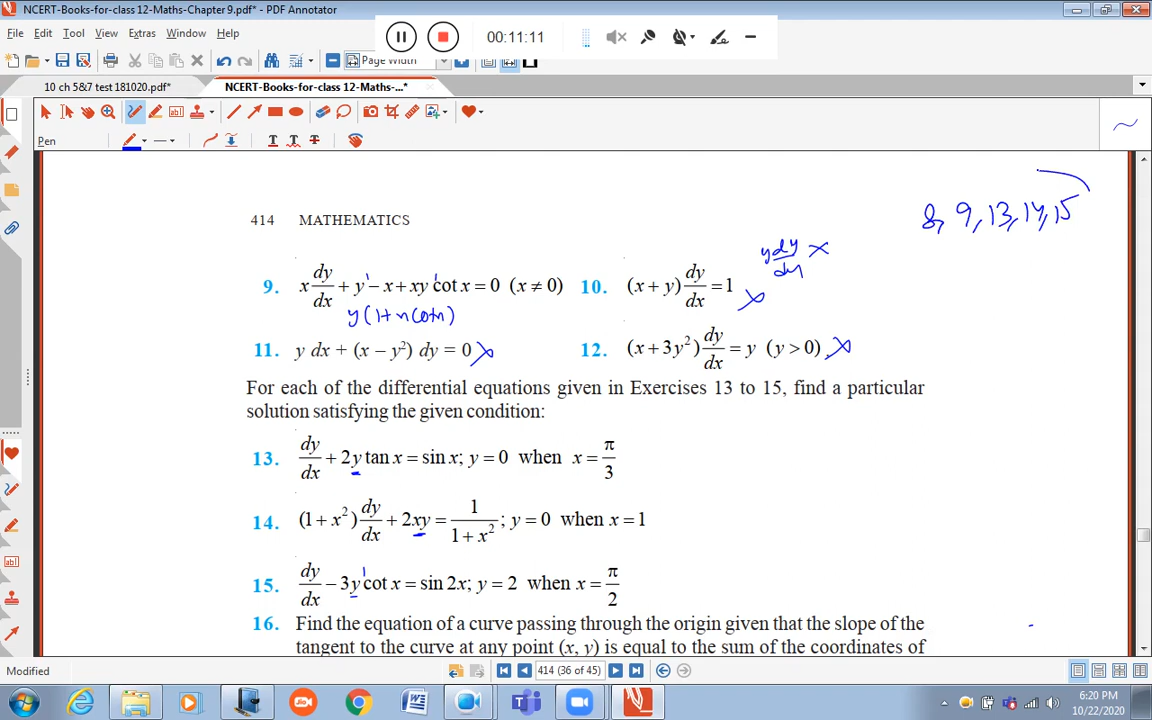 NCERT-Books-for-class 12-Maths-Chapter 9.pdf* - PDF Annotator
File Edit Tool View Extras Window Help
00:11:11
New Open Page Width
10 ch 5&7 test 181020.pdf*
NCERT-Books-for-class 12-Maths-...*
Pen
414 MATHEMATICS
8, 9, 13, 14, 15
y dy/dx ×
9. x dy/dx + y − x + xy cot x = 0 (x ≠ 0) 10. (x + y) dy/dx = 1 ×
y (1 + x cot x)
11. y dx + (x – y²) dy = 0 × 12. (x + 3y²) dy/dx = y (y > 0). ×
For each of the differential equations given in Exercises 13 to 15, find a particular
solution satisfying the given condition:
13. dy/dx + 2y tan x = sin x; y = 0 when x = π/3
14. (1 + x²) dy/dx + 2xy = 1/(1 + x²); y = 0 when x = 1
15. dy/dx − 3y cot x = sin 2x; y = 2 when x = π/2
16. Find the equation of a curve passing through the origin given that the slope of the
tangent to the curve at any point (x, y) is equal to the sum of the coordinates of
Modified
414 (36 of 45)
6:20 PM
10/22/2020